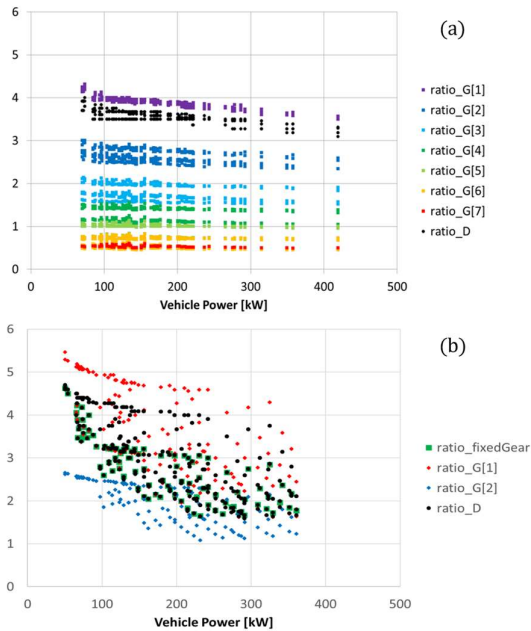 (a)
6
5
4
3
2
1
0
0 100 200 300 400 500
Vehicle Power [kW]
ratio_G[1]
ratio_G[2]
ratio_G[3]
ratio_G[4]
ratio_G[5]
ratio_G[6]
ratio_G[7]
ratio_D
(b)
6
5
4
3
2
1
0
0 100 200 300 400 500
Vehicle Power [kW]
ratio_fixedGear
ratio_G[1]
ratio_G[2]
ratio_D